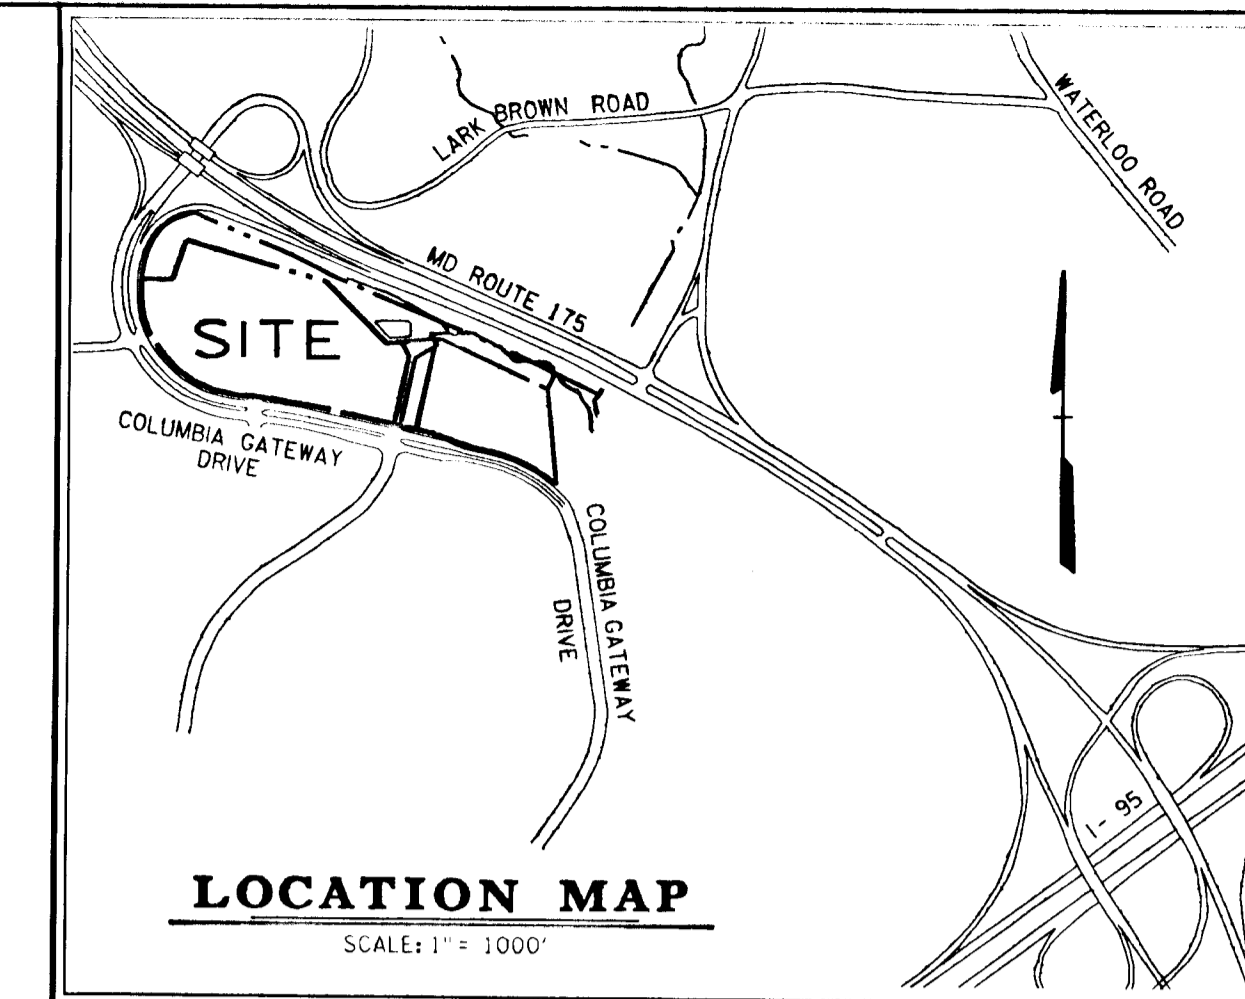 WATERLOO ROAD
LARK BROWN ROAD
MD ROUTE 175
SITE
COLUMBIA GATEWAY
DRIVE
COLUMBIA GATEWAY
DRIVE
I-95
LOCATION MAP
SCALE: 1" = 1000'